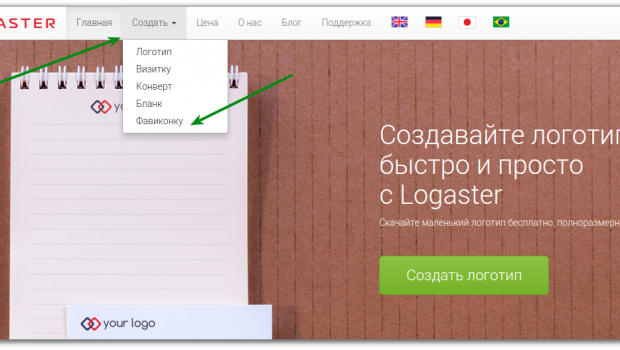 ASTER Главная Создать Цена О нас Блог Поддержка
Логотип
Визитку
Конверт
Бланк
Фавиконку
your
your logo
Создавайте логотип
быстро и просто
с Logaster
Скачайте маленький логотип бесплатно, полноразмерн
Создать логотип